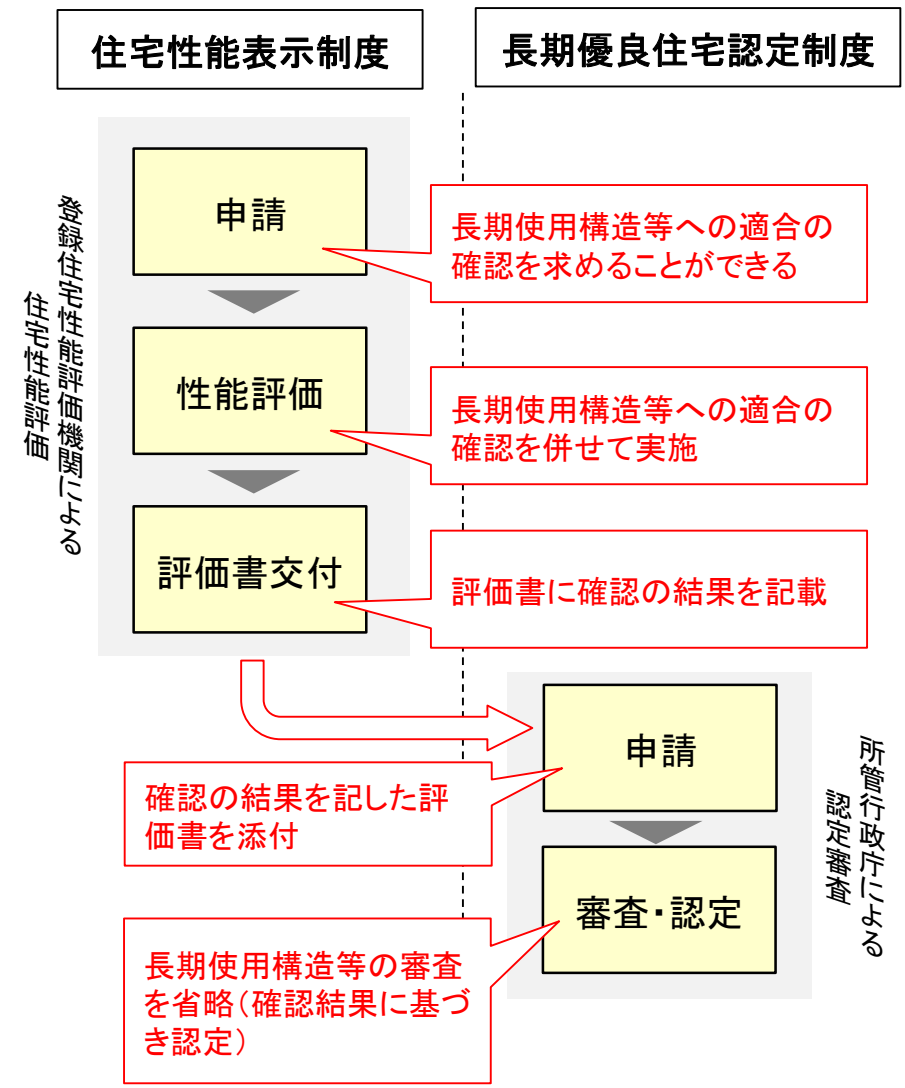 住宅性能表示制度
長期優良住宅認定制度
登録住宅性能評価機関による
住宅性能評価
申請
長期使用構造等への適合の
確認を求めることができる
性能評価
長期使用構造等への適合の
確認を併せて実施
評価書交付
評価書に確認の結果を記載
申請
確認の結果を記した評
価書を添付
所管行政庁による
認定審査
審査・認定
長期使用構造等の審査
を省略（確認結果に基づ
き認定）